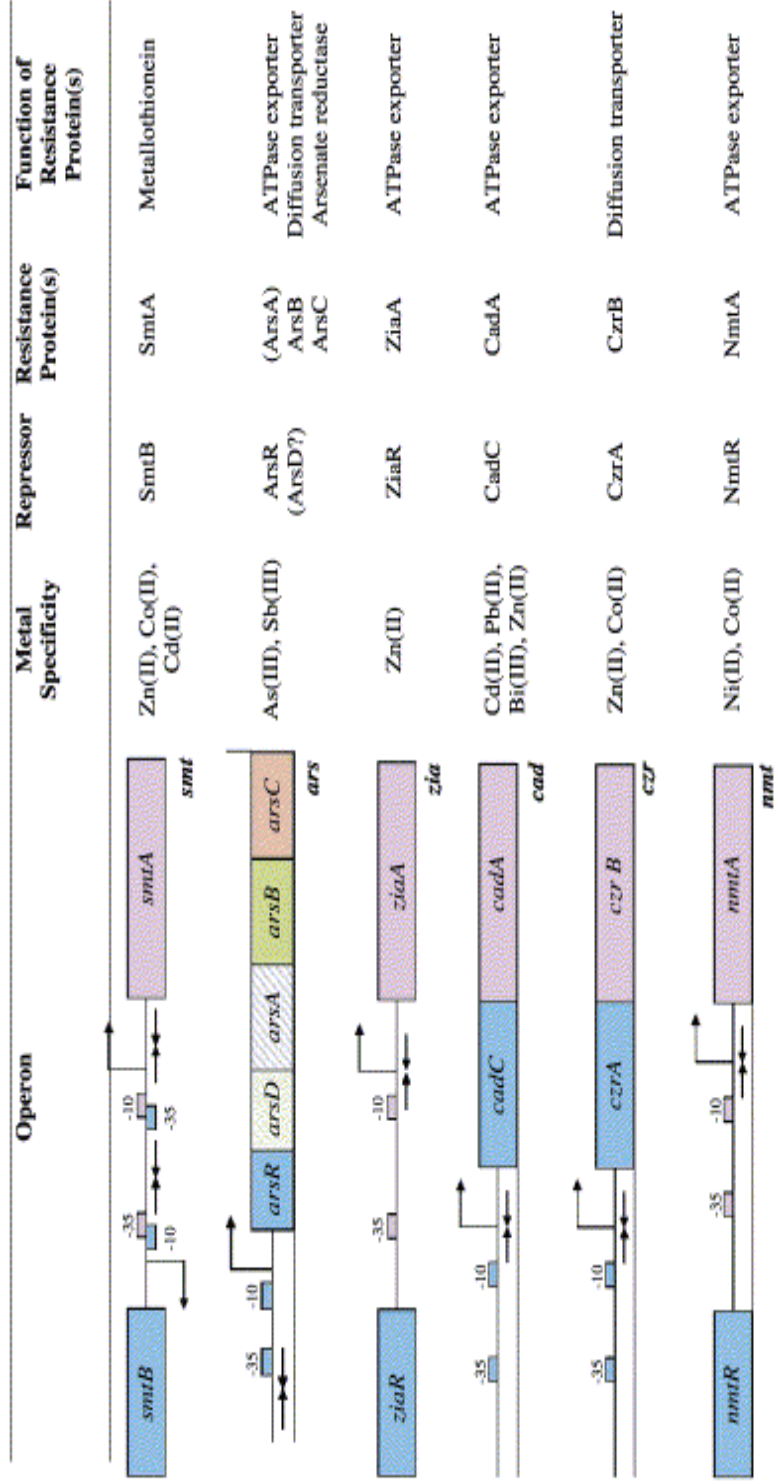 Operon
Metal
Specificity
Repressor
Resistance
Protein(s)
Function of
Resistance
Protein(s)
smtB
-35
-10
-10
-35
smtA
smt
Zn(II), Co(II),
Cd(II)
SmtB
SmtA
Metallothionein
-35
-10
arsR
arsD
arsA
arsB
arsC
ars
As(III), Sb(III)
ArsR
(ArsD?)
(ArsA)
ArsB
ArsC
ATPase exporter
Diffusion transporter
Arsenate reductase
ziaR
-35
-10
ziaA
zia
Zn(II)
ZiaR
ZiaA
ATPase exporter
-35
-10
cadC
cadA
cad
Cd(II), Pb(II),
Bi(III), Zn(II)
CadC
CadA
ATPase exporter
-35
-10
czrA
czr B
czr
Zn(II), Co(II)
CzrA
CzrB
Diffusion transporter
nmtR
-35
-10
nmtA
nmt
Ni(II), Co(II)
NmtR
NmtA
ATPase exporter